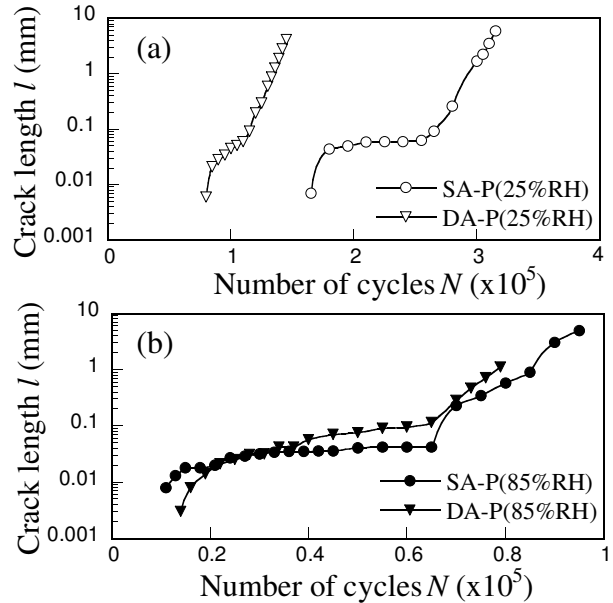 10
(a)
1
0.1
0.01
0.001
Crack length l (mm)
SA-P(25%RH)
DA-P(25%RH)
0 1 2 3 4
Number of cycles N (x10⁵)
10
(b)
1
0.1
0.01
0.001
Crack length l (mm)
SA-P(85%RH)
DA-P(85%RH)
0 0.2 0.4 0.6 0.8 1
Number of cycles N (x10⁵)